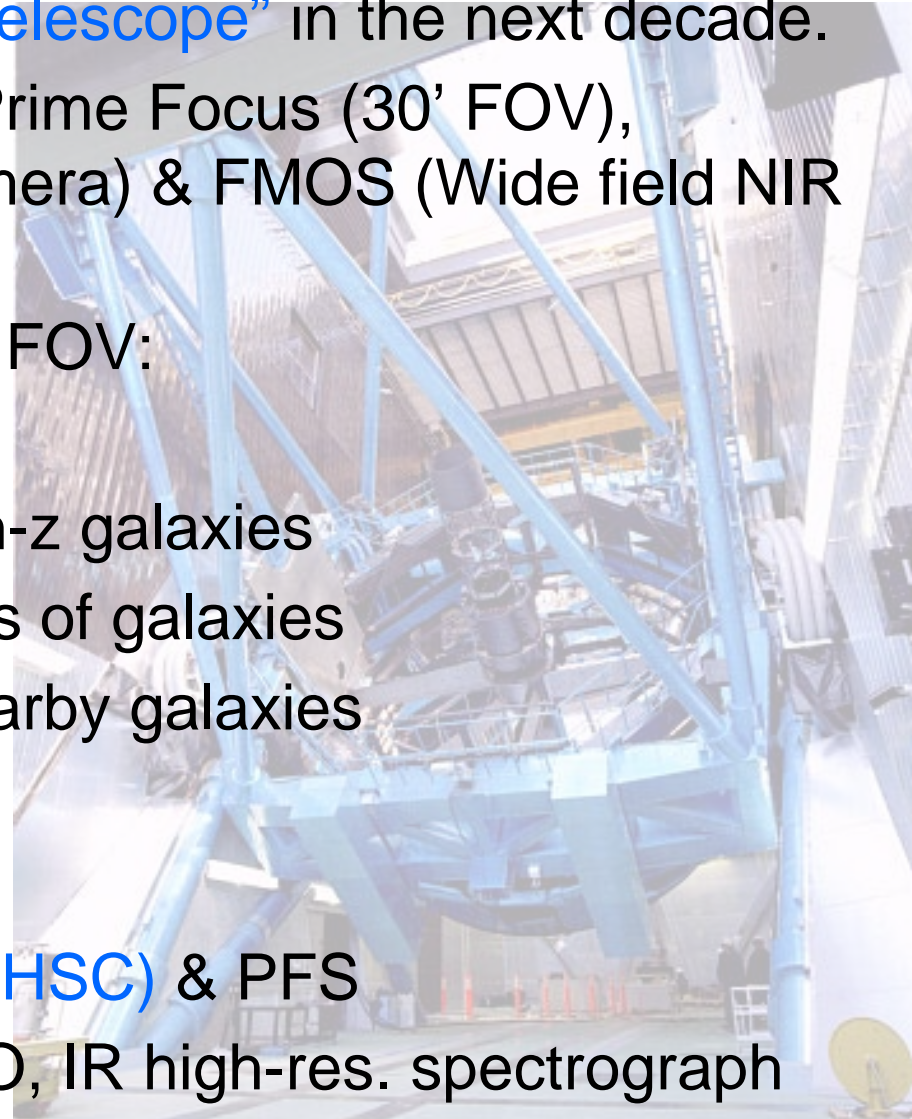 elescope” in the next decade.
Prime Focus (30’ FOV),
nera) & FMOS (Wide field NIR
FOV:
-z galaxies
s of galaxies
arby galaxies
HSC) & PFS
, IR high-res. spectrograph